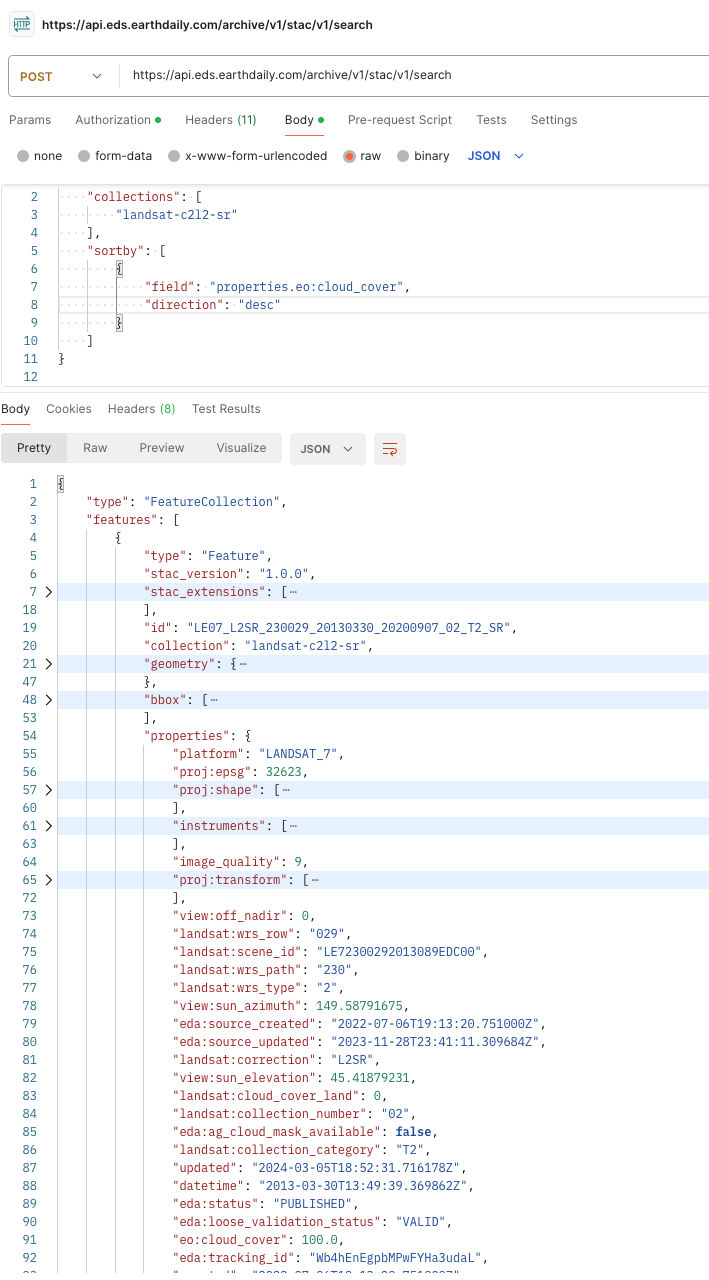 HTTP https://api.eds.earthdaily.com/archive/v1/stac/v1/search
POST https://api.eds.earthdaily.com/archive/v1/stac/v1/search
Params Authorization Headers (11) Body Pre-request Script Tests Settings
none form-data x-www-form-urlencoded raw binary JSON
2 "collections": [
3 "landsat-c2l2-sr"
4 ],
5 "sortby": [
6 {
7 "field": "properties.eo:cloud_cover",
8 "direction": "desc"
9 }
10 ]
11 }
12
Body Cookies Headers (8) Test Results
Pretty Raw Preview Visualize JSON
1 {
2 "type": "FeatureCollection",
3 "features": [
4 {
5 "type": "Feature",
6 "stac_version": "1.0.0",
7 "stac_extensions": [⋯
18 ],
19 "id": "LE07_L2SR_230029_20130330_20200907_02_T2_SR",
20 "collection": "landsat-c2l2-sr",
21 "geometry": {⋯
47 },
48 "bbox": [⋯
53 ],
54 "properties": {
55 "platform": "LANDSAT_7",
56 "proj:epsg": 32623,
57 "proj:shape": [⋯
60 ],
61 "instruments": [⋯
63 ],
64 "image_quality": 9,
65 "proj:transform": [⋯
72 ],
73 "view:off_nadir": 0,
74 "landsat:wrs_row": "029",
75 "landsat:scene_id": "LE72300292013089EDC00",
76 "landsat:wrs_path": "230",
77 "landsat:wrs_type": "2",
78 "view:sun_azimuth": 149.58791675,
79 "eda:source_created": "2022-07-06T19:13:20.751000Z",
80 "eda:source_updated": "2023-11-28T23:41:11.309684Z",
81 "landsat:correction": "L2SR",
82 "view:sun_elevation": 45.41879231,
83 "landsat:cloud_cover_land": 0,
84 "landsat:collection_number": "02",
85 "eda:ag_cloud_mask_available": false,
86 "landsat:collection_category": "T2",
87 "updated": "2024-03-05T18:52:31.716178Z",
88 "datetime": "2013-03-30T13:49:39.369862Z",
89 "eda:status": "PUBLISHED",
90 "eda:loose_validation_status": "VALID",
91 "eo:cloud_cover": 100.0,
92 "eda:tracking_id": "Wb4hEnEgpbMPwFYHa3udaL",